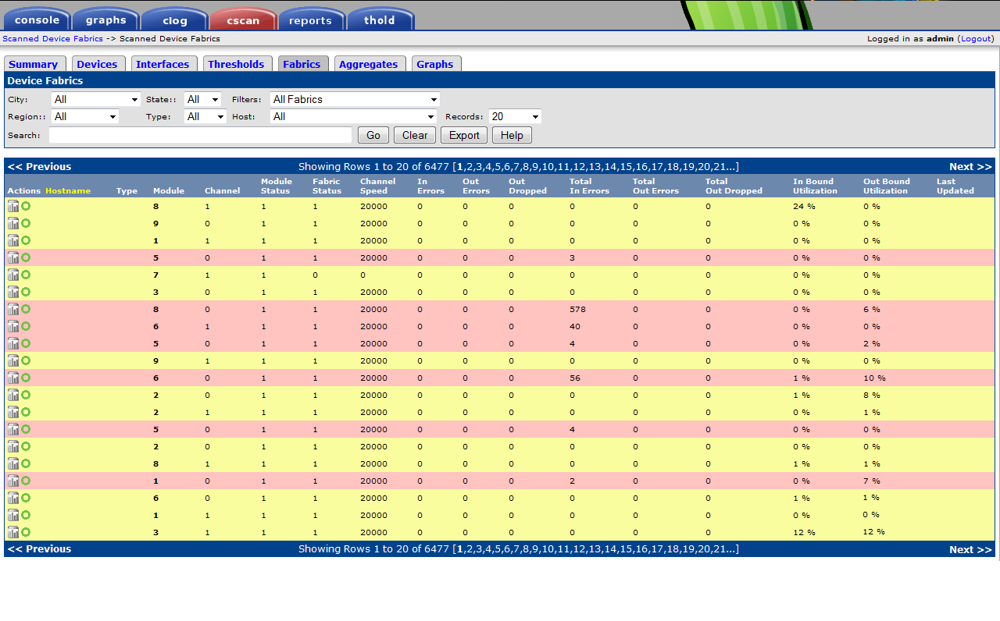 console graphs clog cscan reports thold
Scanned Device Fabrics -> Scanned Device Fabrics Logged in as admin (Logout)
Summary Devices Interfaces Thresholds Fabrics Aggregates Graphs
Device Fabrics
City: All State:: All Filters: All Fabrics
Region:: All Type: All Host: All Records: 20
Search: Go Clear Export Help
<< Previous Showing Rows 1 to 20 of 6477 [1,2,3,4,5,6,7,8,9,10,11,12,13,14,15,16,17,18,19,20,21...] Next >>
Actions Hostname Type Module Channel Module Status Fabric Status Channel Speed In Errors Out Errors Out Dropped Total In Errors Total Out Errors Total Out Dropped In Bound Utilization Out Bound Utilization Last Updated
8 1 1 1 20000 0 0 0 0 0 0 24 % 0 %
9 0 1 1 20000 0 0 0 0 0 0 0 % 0 %
1 1 1 1 20000 0 0 0 0 0 0 0 % 0 %
5 0 1 1 20000 0 0 0 3 0 0 0 % 0 %
7 1 1 0 0 0 0 0 0 0 0 0 % 0 %
3 0 1 1 20000 0 0 0 0 0 0 0 % 0 %
8 0 1 1 20000 0 0 0 578 0 0 0 % 6 %
6 1 1 1 20000 0 0 0 40 0 0 0 % 0 %
5 0 1 1 20000 0 0 0 4 0 0 0 % 2 %
9 1 1 1 20000 0 0 0 0 0 0 0 % 0 %
6 0 1 1 20000 0 0 0 56 0 0 1 % 10 %
2 0 1 1 20000 0 0 0 0 0 0 1 % 8 %
2 1 1 1 20000 0 0 0 0 0 0 0 % 1 %
5 0 1 1 20000 0 0 0 4 0 0 0 % 0 %
2 0 1 1 20000 0 0 0 0 0 0 0 % 0 %
8 1 1 1 20000 0 0 0 0 0 0 1 % 1 %
1 0 1 1 20000 0 0 0 2 0 0 0 % 7 %
6 0 1 1 20000 0 0 0 0 0 0 1 % 1 %
1 1 1 1 20000 0 0 0 0 0 0 0 % 0 %
3 1 1 1 20000 0 0 0 0 0 0 12 % 12 %
<< Previous Showing Rows 1 to 20 of 6477 [1,2,3,4,5,6,7,8,9,10,11,12,13,14,15,16,17,18,19,20,21...] Next >>